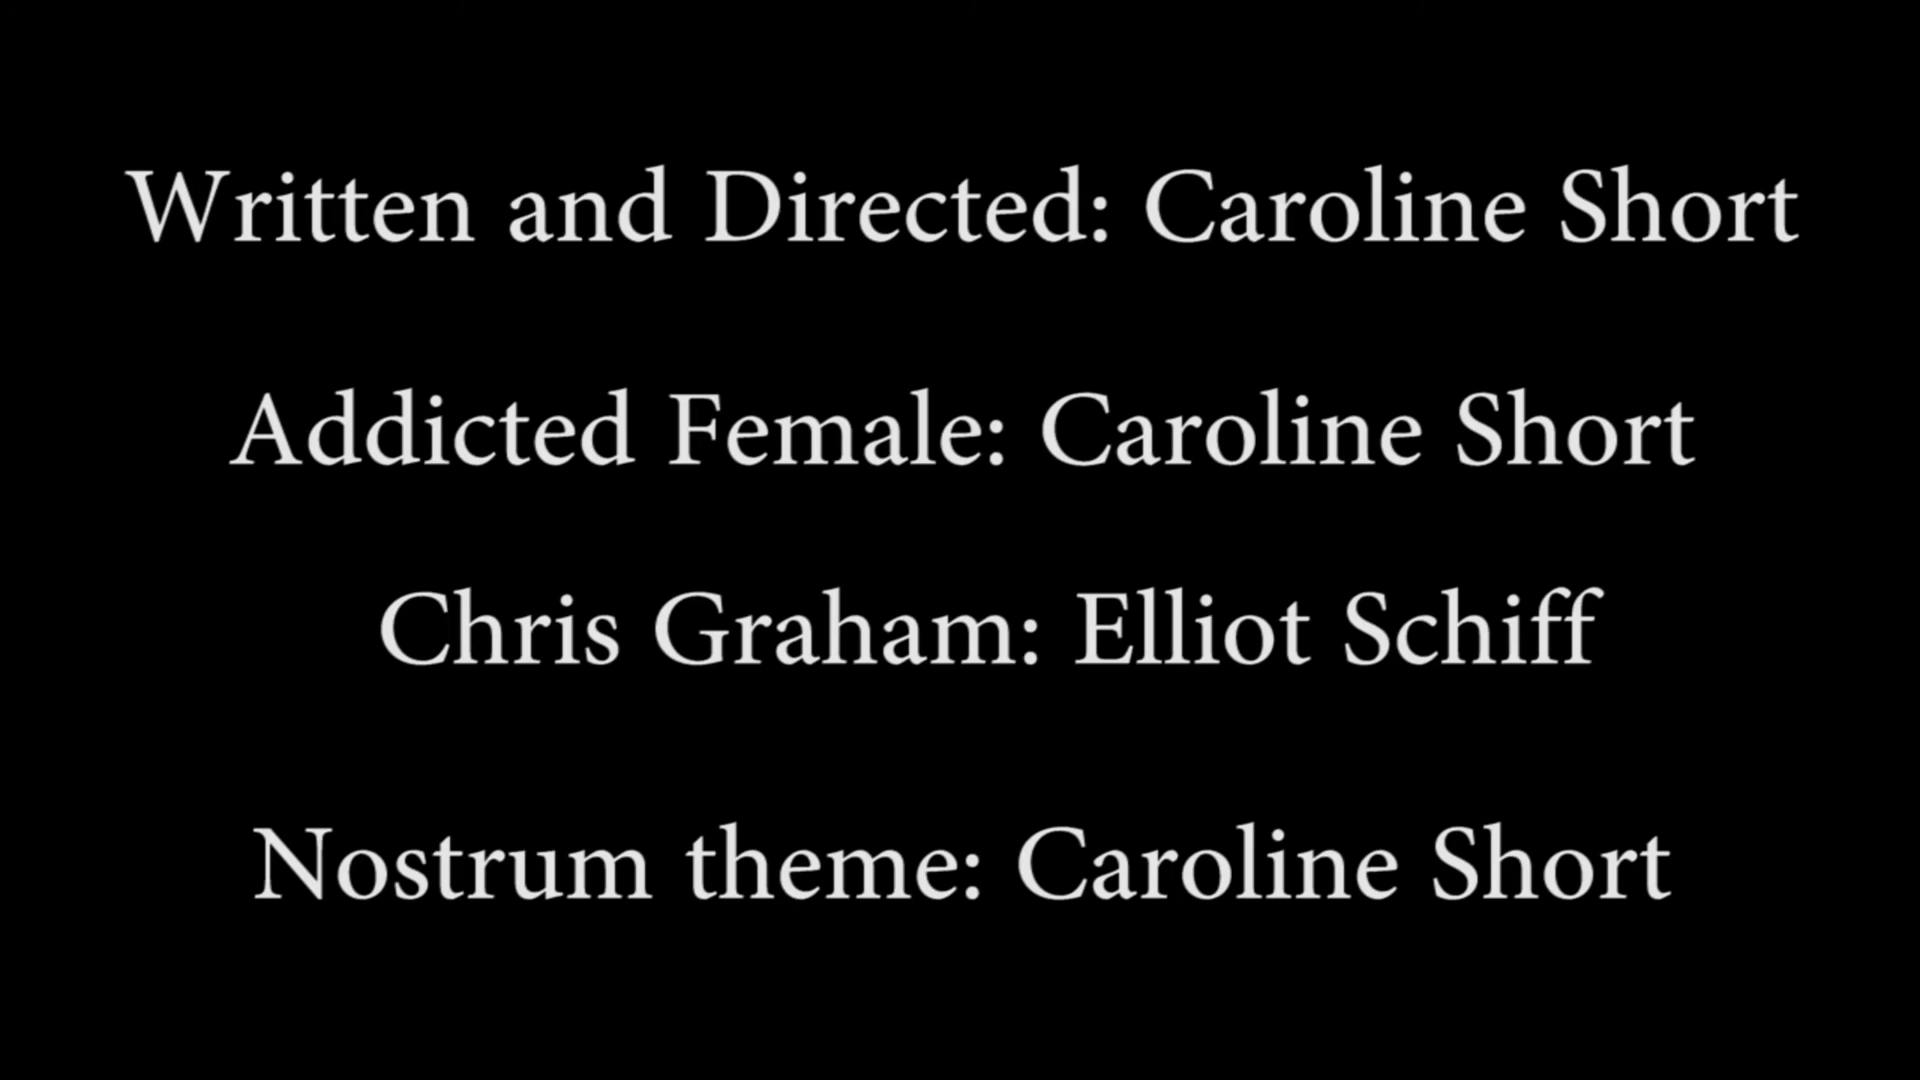 Written and Directed: Caroline Short
Addicted Female: Caroline Short
Chris Graham: Elliot Schiff
Nostrum theme: Caroline Short